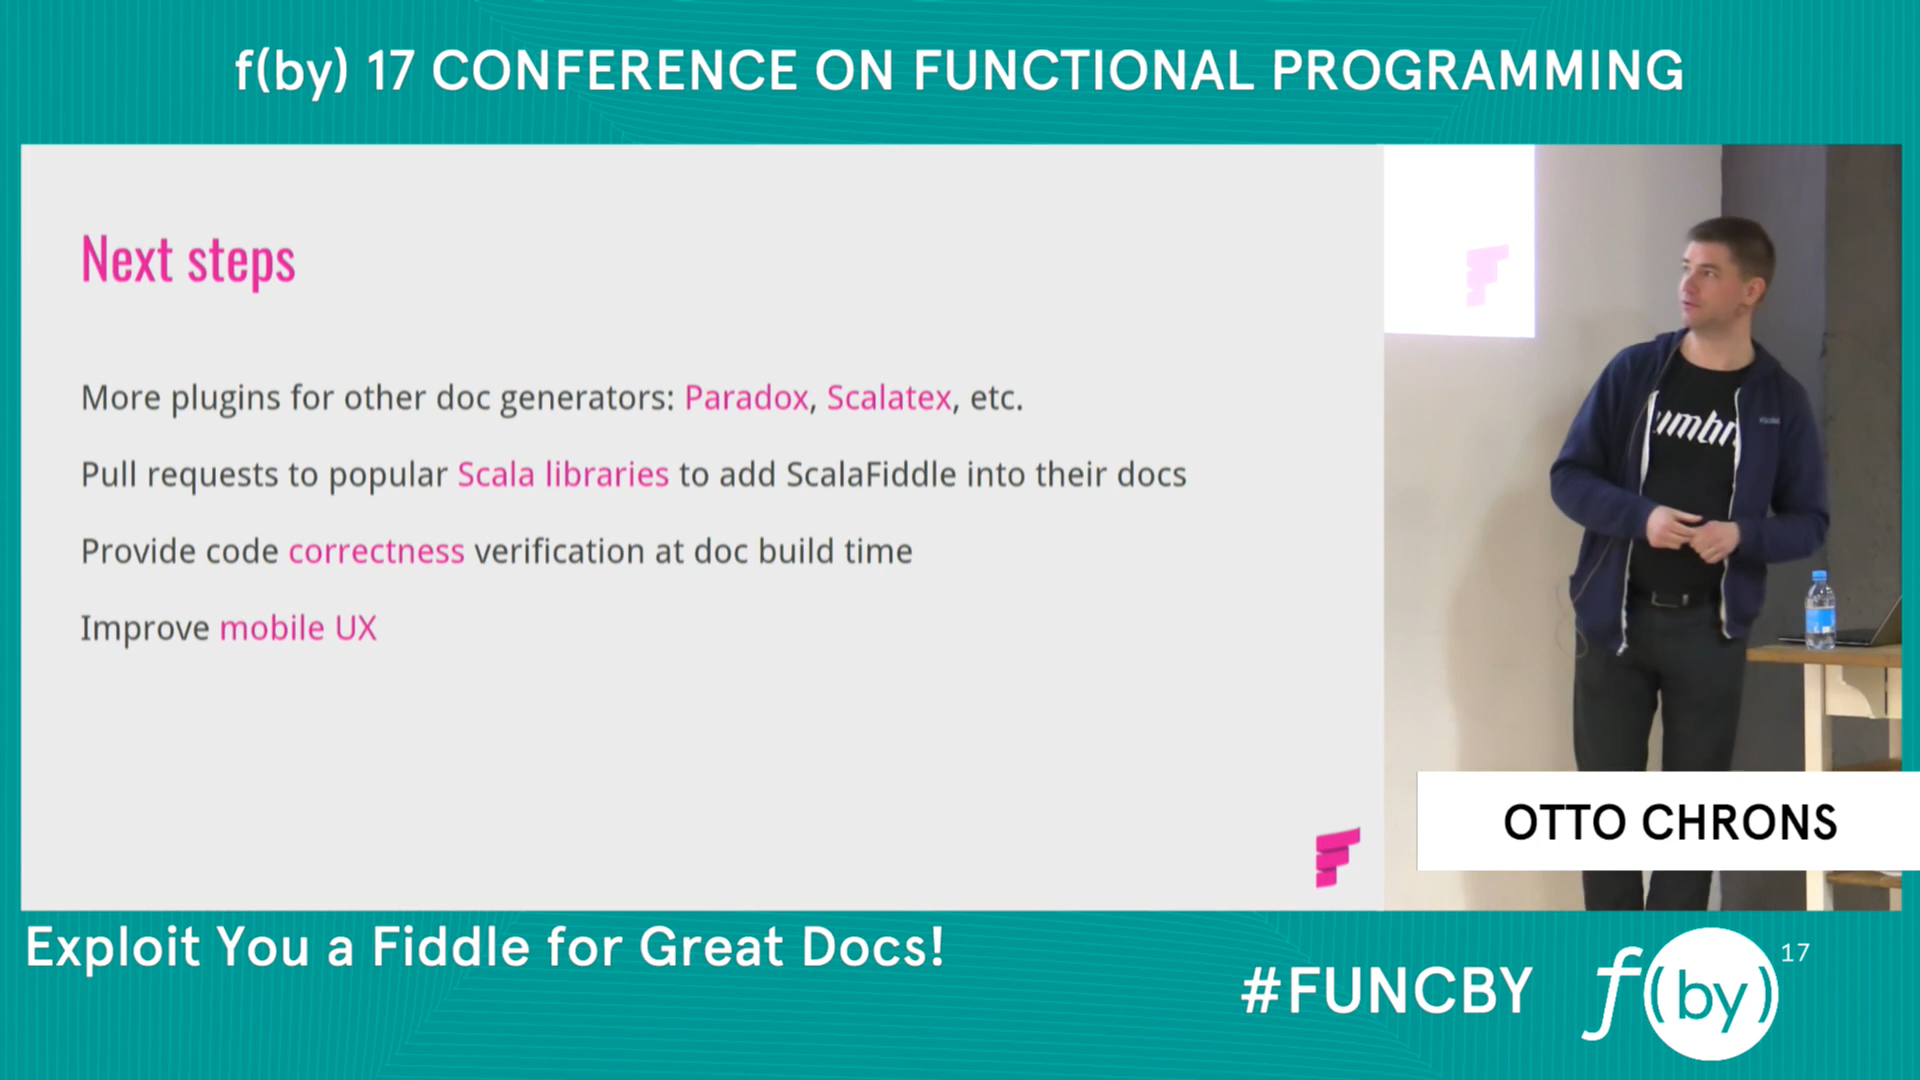 f(by) 17 CONFERENCE ON FUNCTIONAL PROGRAMMING
Next steps
More plugins for other doc generators: Paradox, Scalatex, etc.
Pull requests to popular Scala libraries to add ScalaFiddle into their docs
Provide code correctness verification at doc build time
Improve mobile UX
OTTO CHRONS
Exploit You a Fiddle for Great Docs!
#FUNCBY
f(by) 17